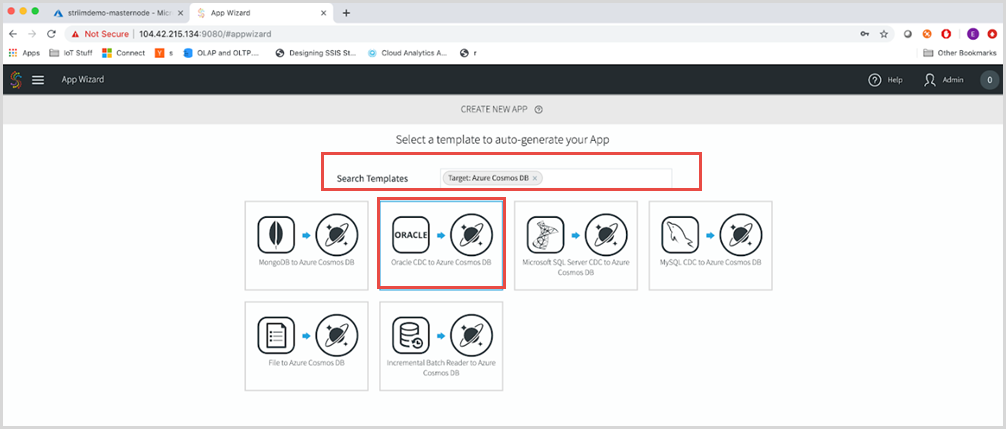 striimdemo-masternode - Micr
App Wizard
Not Secure | 104.42.215.134:9080/#appwizard
Apps IoT Stuff Connect Y s OLAP and OLTP... Designing SSIS St... Cloud Analytics A... r Other Bookmarks
App Wizard Help Admin 0
CREATE NEW APP ?
Select a template to auto-generate your App
Search Templates Target: Azure Cosmos DB ×
ORACLE
MongoDB to Azure Cosmos DB
Oracle CDC to Azure Cosmos DB
Microsoft SQL Server CDC to Azure
Cosmos DB
MySQL CDC to Azure Cosmos DB
File to Azure Cosmos DB
Incremental Batch Reader to Azure
Cosmos DB